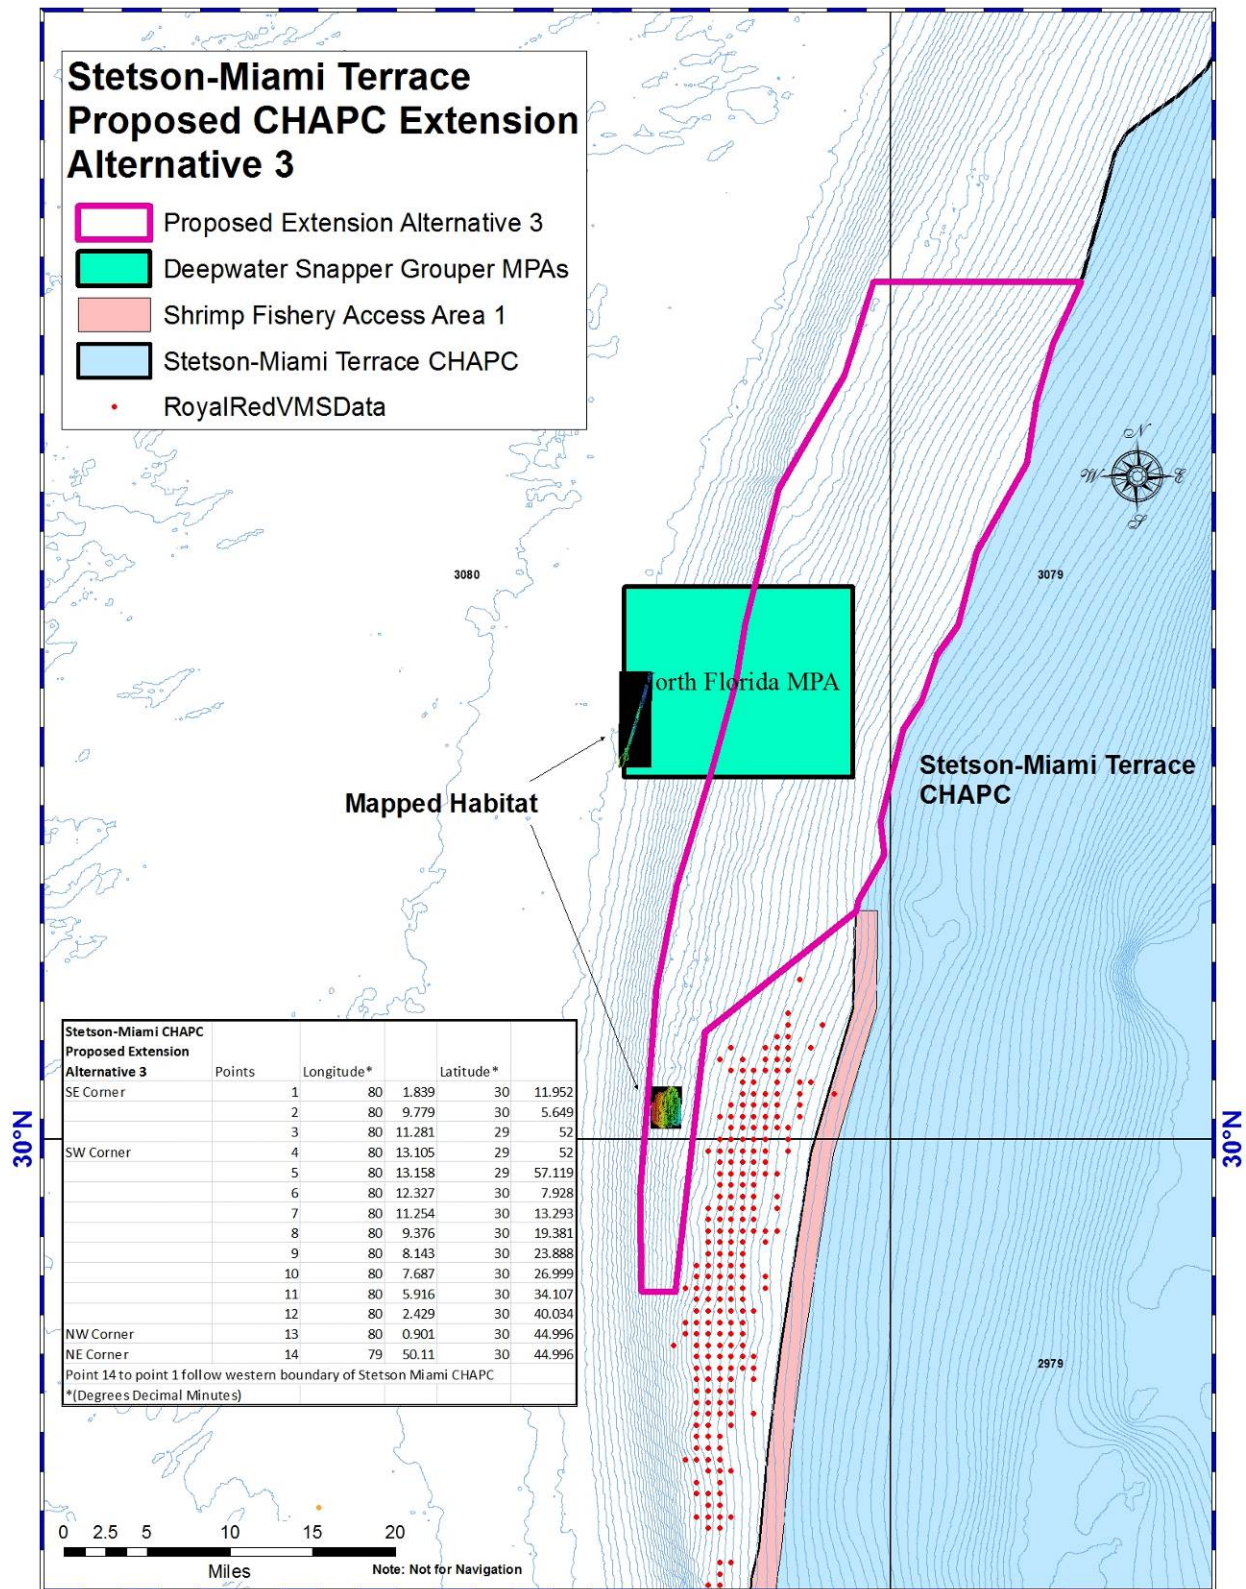 Stetson-Miami Terrace
Proposed CHAPC Extension
Alternative 3
Proposed Extension Alternative 3
Deepwater Snapper Grouper MPAs
Shrimp Fishery Access Area 1
Stetson-Miami Terrace CHAPC
RoyalRedVMSData
N
W E
S
3080 3079
orth Florida MPA
Stetson-Miami Terrace
CHAPC
Mapped Habitat
Stetson-Miami CHAPC
Proposed Extension
Alternative 3 Points Longitude* Latitude*
SE Corner 1 80 1.839 30 11.952
2 80 9.779 30 5.649
3 80 11.281 29 52
SW Corner 4 80 13.105 29 52
5 80 13.158 29 57.119
6 80 12.327 30 7.928
7 80 11.254 30 13.293
8 80 9.376 30 19.381
9 80 8.143 30 23.888
10 80 7.687 30 26.999
11 80 5.916 30 34.107
12 80 2.429 30 40.034
NW Corner 13 80 0.901 30 44.996
NE Corner 14 79 50.11 30 44.996
Point 14 to point 1 follow western boundary of Stetson Miami CHAPC
*(Degrees Decimal Minutes)
30°N
30°N
2979
0 2.5 5 10 15 20
Miles
Note: Not for Navigation